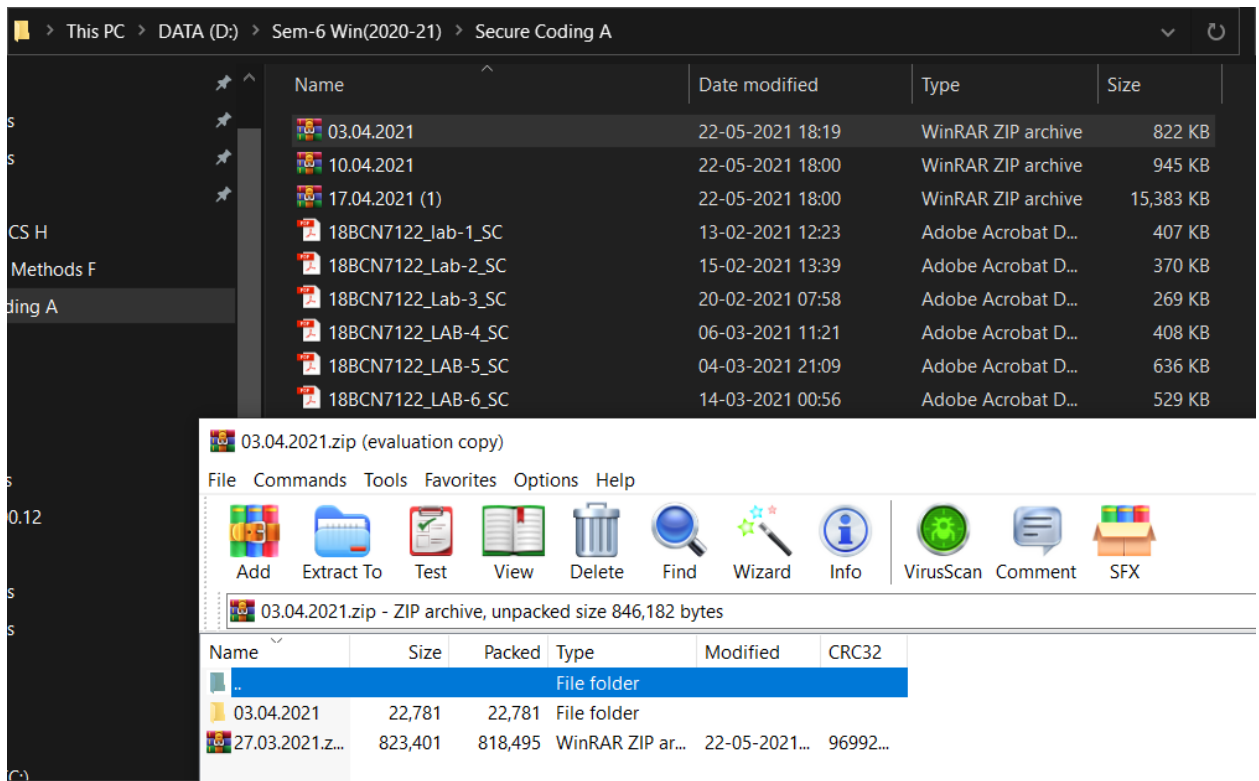 This PC > DATA (D:) > Sem-6 Win(2020-21) > Secure Coding A
Name Date modified Type Size
s
03.04.2021 22-05-2021 18:19 WinRAR ZIP archive 822 KB
s
10.04.2021 22-05-2021 18:00 WinRAR ZIP archive 945 KB
17.04.2021 (1) 22-05-2021 18:00 WinRAR ZIP archive 15,383 KB
CS H
18BCN7122_lab-1_SC 13-02-2021 12:23 Adobe Acrobat D... 407 KB
Methods F
18BCN7122_Lab-2_SC 15-02-2021 13:39 Adobe Acrobat D... 370 KB
ding A
18BCN7122_Lab-3_SC 20-02-2021 07:58 Adobe Acrobat D... 269 KB
18BCN7122_LAB-4_SC 06-03-2021 11:21 Adobe Acrobat D... 408 KB
18BCN7122_LAB-5_SC 04-03-2021 21:09 Adobe Acrobat D... 636 KB
18BCN7122_LAB-6_SC 14-03-2021 00:56 Adobe Acrobat D... 529 KB
03.04.2021.zip (evaluation copy)
File Commands Tools Favorites Options Help
s
0.12
Add Extract To Test View Delete Find Wizard Info VirusScan Comment SFX
s
03.04.2021.zip - ZIP archive, unpacked size 846,182 bytes
s
Name Size Packed Type Modified CRC32
.. File folder
03.04.2021 22,781 22,781 File folder
27.03.2021.z... 823,401 818,495 WinRAR ZIP ar... 22-05-2021... 96992...
C:)